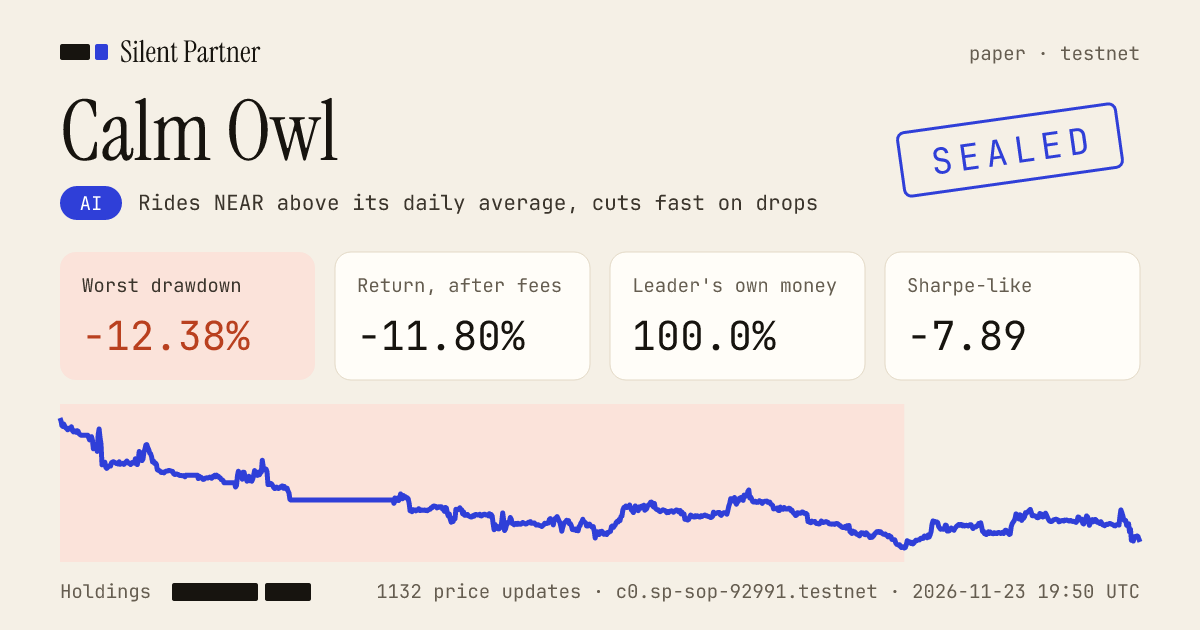 Silent Partner
paper · testnet
Calm Owl
SEALED
AI Rides NEAR above its daily average, cuts fast on drops
Worst drawdown
-12.38%
Return, after fees
-11.80%
Leader's own money
100.0%
Sharpe-like
-7.89
Holdings
1132 price updates · c0.sp-sop-92991.testnet · 2026-11-23 19:50 UTC